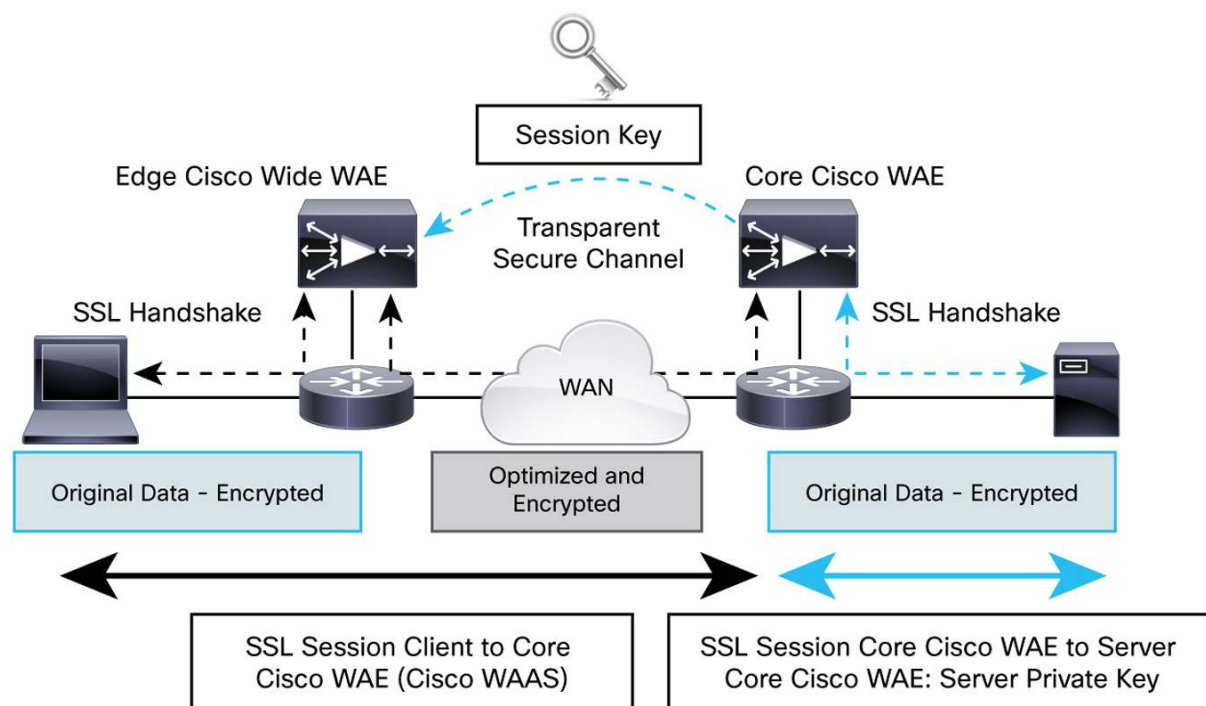 Session Key
Edge Cisco Wide WAE
Core Cisco WAE
Transparent
Secure Channel
SSL Handshake
SSL Handshake
WAN
Original Data - Encrypted
Optimized and
Encrypted
Original Data - Encrypted
SSL Session Client to Core
Cisco WAE (Cisco WAAS)
SSL Session Core Cisco WAE to Server
Core Cisco WAE: Server Private Key